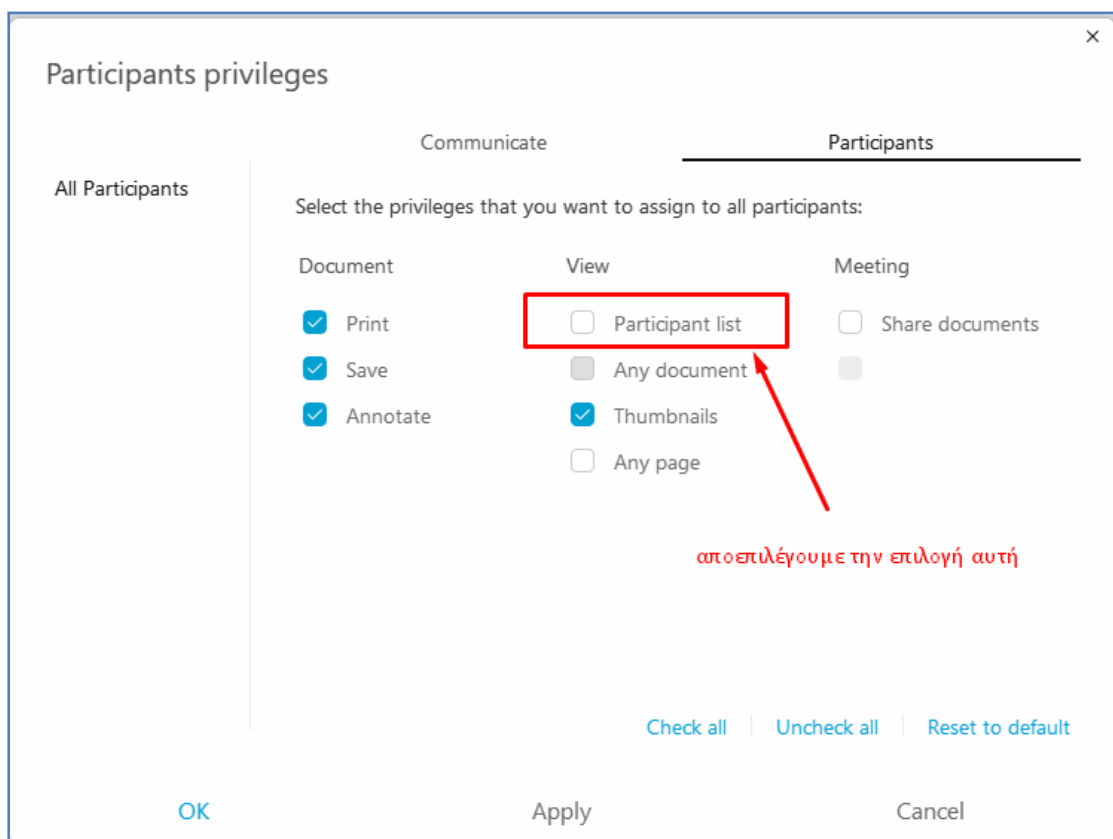 Participants privileges
Communicate
Participants
All Participants
Select the privileges that you want to assign to all participants:
Document
View
Meeting
Print
Participant list
Share documents
Save
Any document
Annotate
Thumbnails
Any page
αποεπιλέγουμε την επιλογή αυτή
Check all
Uncheck all
Reset to default
OK
Apply
Cancel